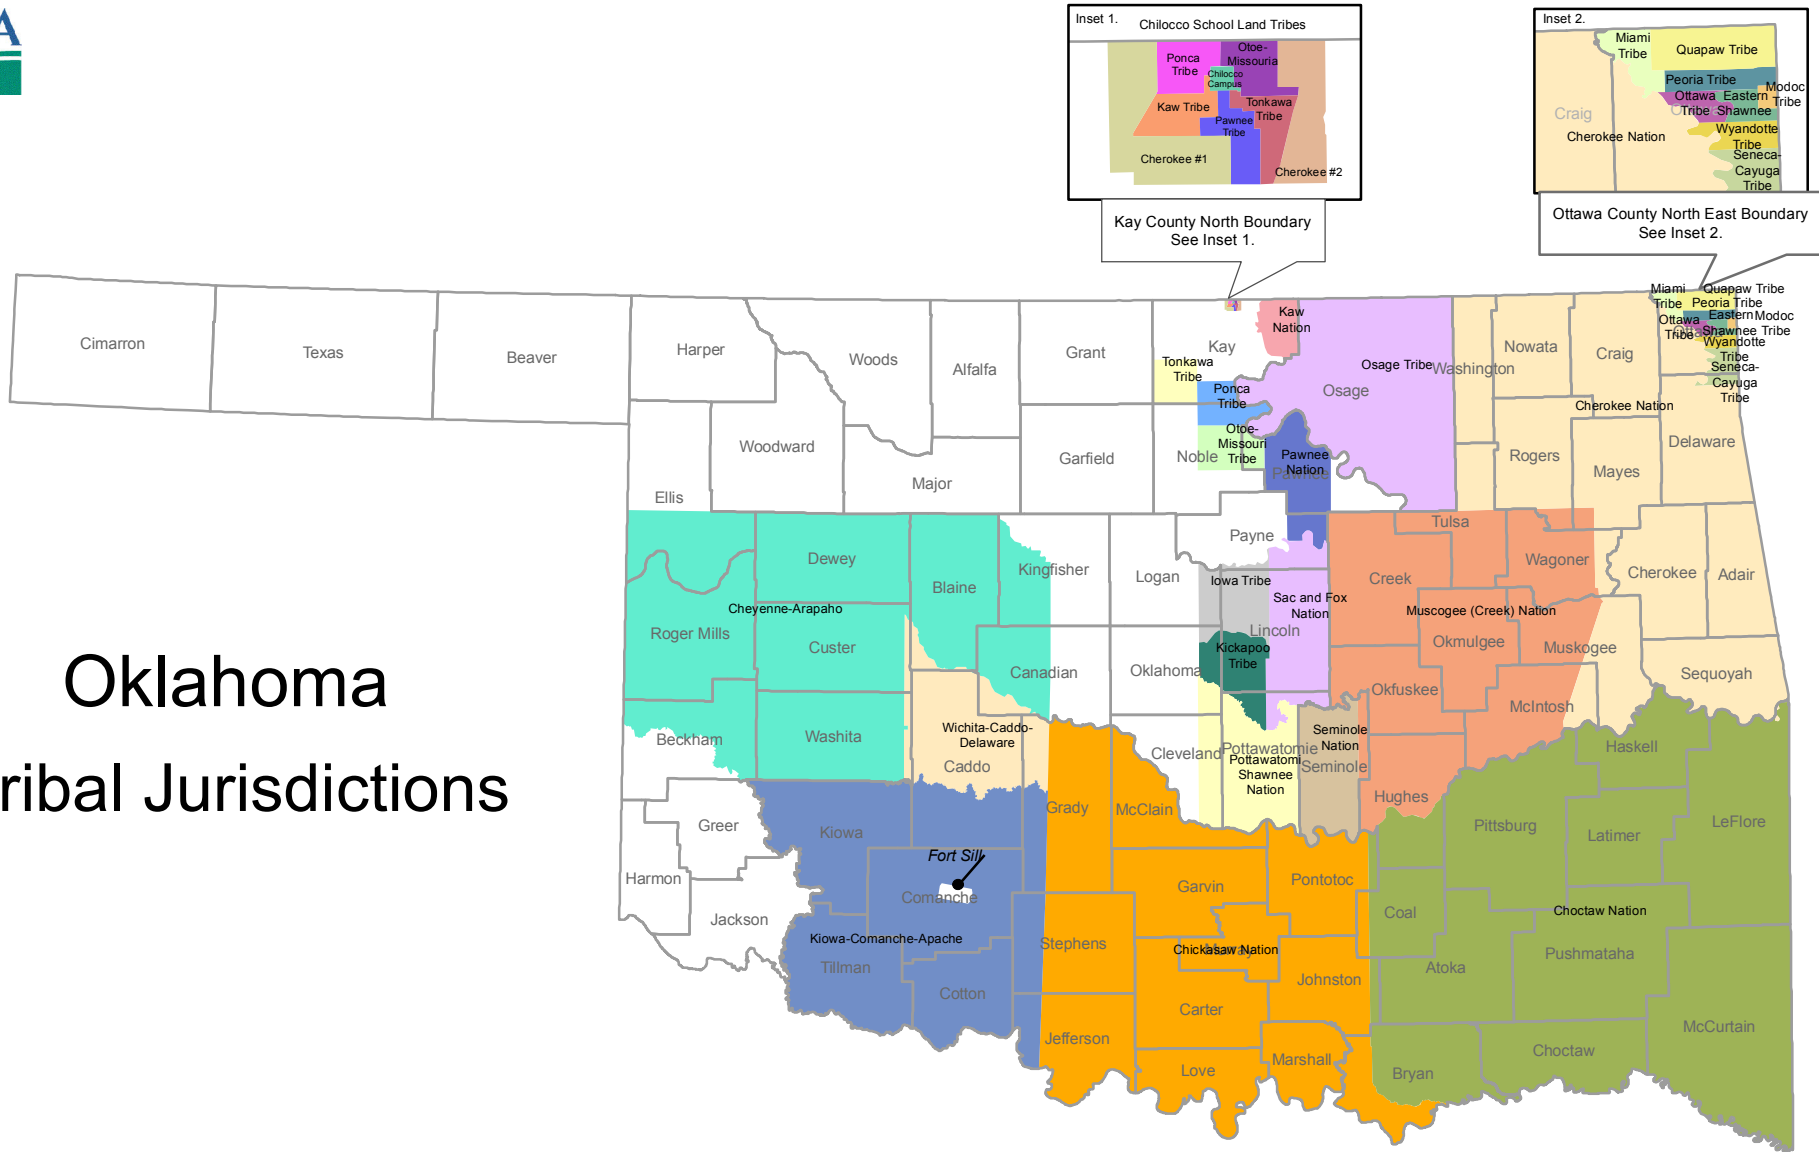 A
Oklahoma
ribal Jurisdictions
Inset 1.
Chilocco School Land Tribes
Ponca
Tribe
Otoe-
Missouria
Chilocco
Campus
Kaw Tribe
Tonkawa
Tribe
Pawnee
Tribe
Cherokee #1
Cherokee #2
Kay County North Boundary
See Inset 1.
Inset 2.
Miami
Tribe
Quapaw Tribe
Peoria Tribe
Modoc
Tribe
Ottawa
Tribe
Eastern
Shawnee
Craig
Cherokee Nation
Wyandotte
Tribe
Seneca-
Cayuga
Tribe
Ottawa County North East Boundary
See Inset 2.
Cimarron
Texas
Beaver
Harper
Woods
Alfalfa
Grant
Kay
Kaw
Nation
Tonkawa
Tribe
Ponca
Tribe
Osage Tribe
Osage
Washington
Nowata
Craig
Miami
Tribe
Quapaw Tribe
Peoria Tribe
Ottawa
Tribe
Eastern
Shawnee
Modoc
Tribe
Wyandotte
Tribe
Seneca-
Cayuga
Tribe
Cherokee Nation
Delaware
Woodward
Ellis
Major
Garfield
Noble
Otoe-
Missouri
Tribe
Pawnee
Nation
Pawnee
Rogers
Mayes
Dewey
Blaine
Kingfisher
Logan
Payne
Tulsa
Wagoner
Cherokee
Adair
Cheyenne-Arapaho
Roger Mills
Custer
Canadian
Oklahoma
Iowa Tribe
Sac and Fox
Nation
Lincoln
Kickapoo
Tribe
Creek
Muscogee (Creek) Nation
Okmulgee
Muskogee
Sequoyah
Okfuskee
McIntosh
Beckham
Washita
Wichita-Caddo-
Delaware
Caddo
Cleveland
Pottawatomie
Pottawatomi
Shawnee
Nation
Seminole
Nation
Seminole
Hughes
Haskell
Greer
Kiowa
Grady
McClain
Pittsburg
Latimer
LeFlore
Harmon
Jackson
Fort Sill
Comanche
Kiowa-Comanche-Apache
Tillman
Cotton
Stephens
Garvin
Pontotoc
Coal
Choctaw Nation
Chickasaw Nation
Murray
Johnston
Atoka
Pushmataha
Carter
Jefferson
Love
Marshall
Bryan
Choctaw
McCurtain